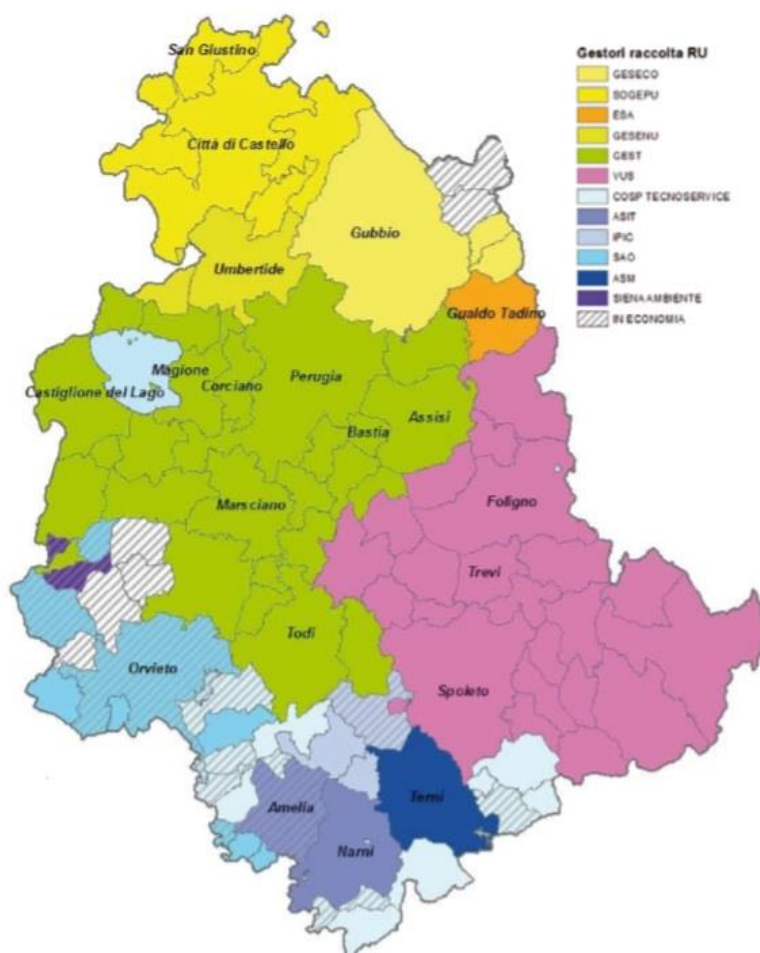 San Giustino
Città di Castello
Gubbio
Umbertide
Gualdo Tadino
Magione
Perugia
Castiglione del Lago
Corciano
Assisi
Bastia
Marsciano
Foligno
Trevi
Todi
Orvieto
Spoleto
Amelia
Terni
Narni
Gestori raccolta RU
GESECO
SOGEPU
ESA
GESENU
GEST
VUS
COSP TECNOSERVICE
ASIT
IPIC
SAO
ASM
SIENA AMBIENTE
IN ECONOMIA